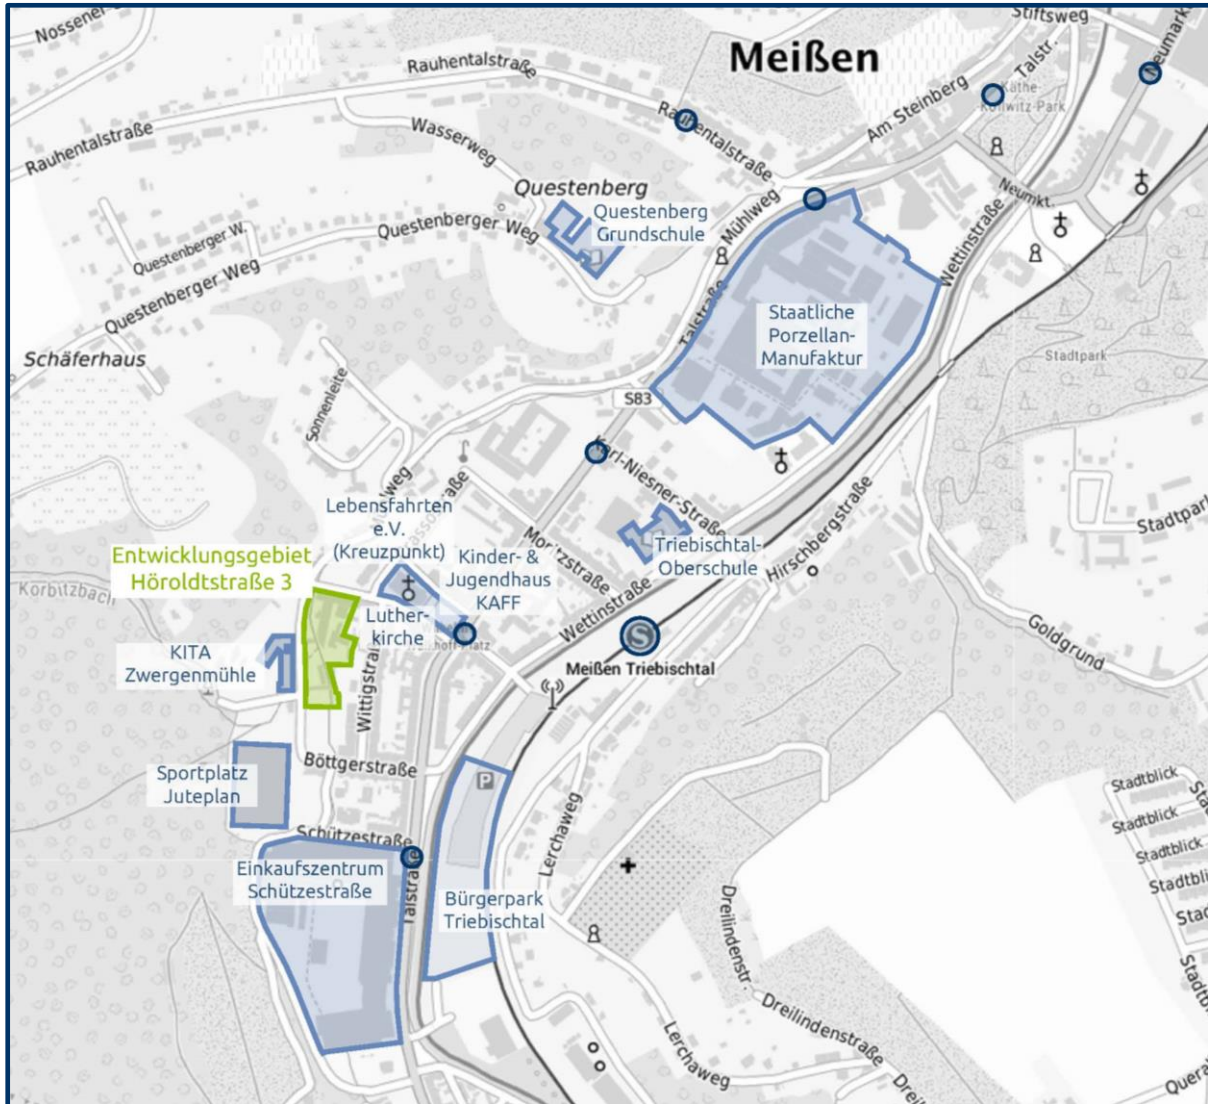 Stiftsweg
Rauhentalstraße
Meißen
Talstr.
Käthe-
Kollwitz-Park
Am Steinberg
Rauhentalstraße
Wasserweg
Rauhentalstraße
Questenberg
Questenberg
Grundschule
Mühlweg
Neumkt.
Questenberger Weg
Questenberger W.
Questenberger Weg
Wettinstraße
Talstraße
Staatliche
Porzellan-
Manufaktur
Schäferhaus
Stadtpark
Sonnenleite
S83
Karl-Niesner-Straße
Lebensfahrten
e.V.
(Kreuzpunkt)
Kinder- &
Jugendhaus
KAFF
Moritzstraße
Triebischtal-
Oberschule
Hirschbergstraße
Stadtpark
Entwicklungsgebiet
Höroldtstraße 3
Korbitzbach
Luther-
kirche
Wettinstraße
Goldgrund
KITA
Zwergenmühle
Wittigstraße
S
Meißen Triebischtal
Böttgerstraße
P
Sportplatz
Juteplan
Stadtblick
Stadtblick
Stadtblick
Stadtblick
Schützestraße
Lerchaweg
Einkaufszentrum
Schützestraße
Talstraße
Bürgerpark
Triebischtal
Dreilindenstr.
Stadtblick
Dreilindenstraße
Lerchaweg